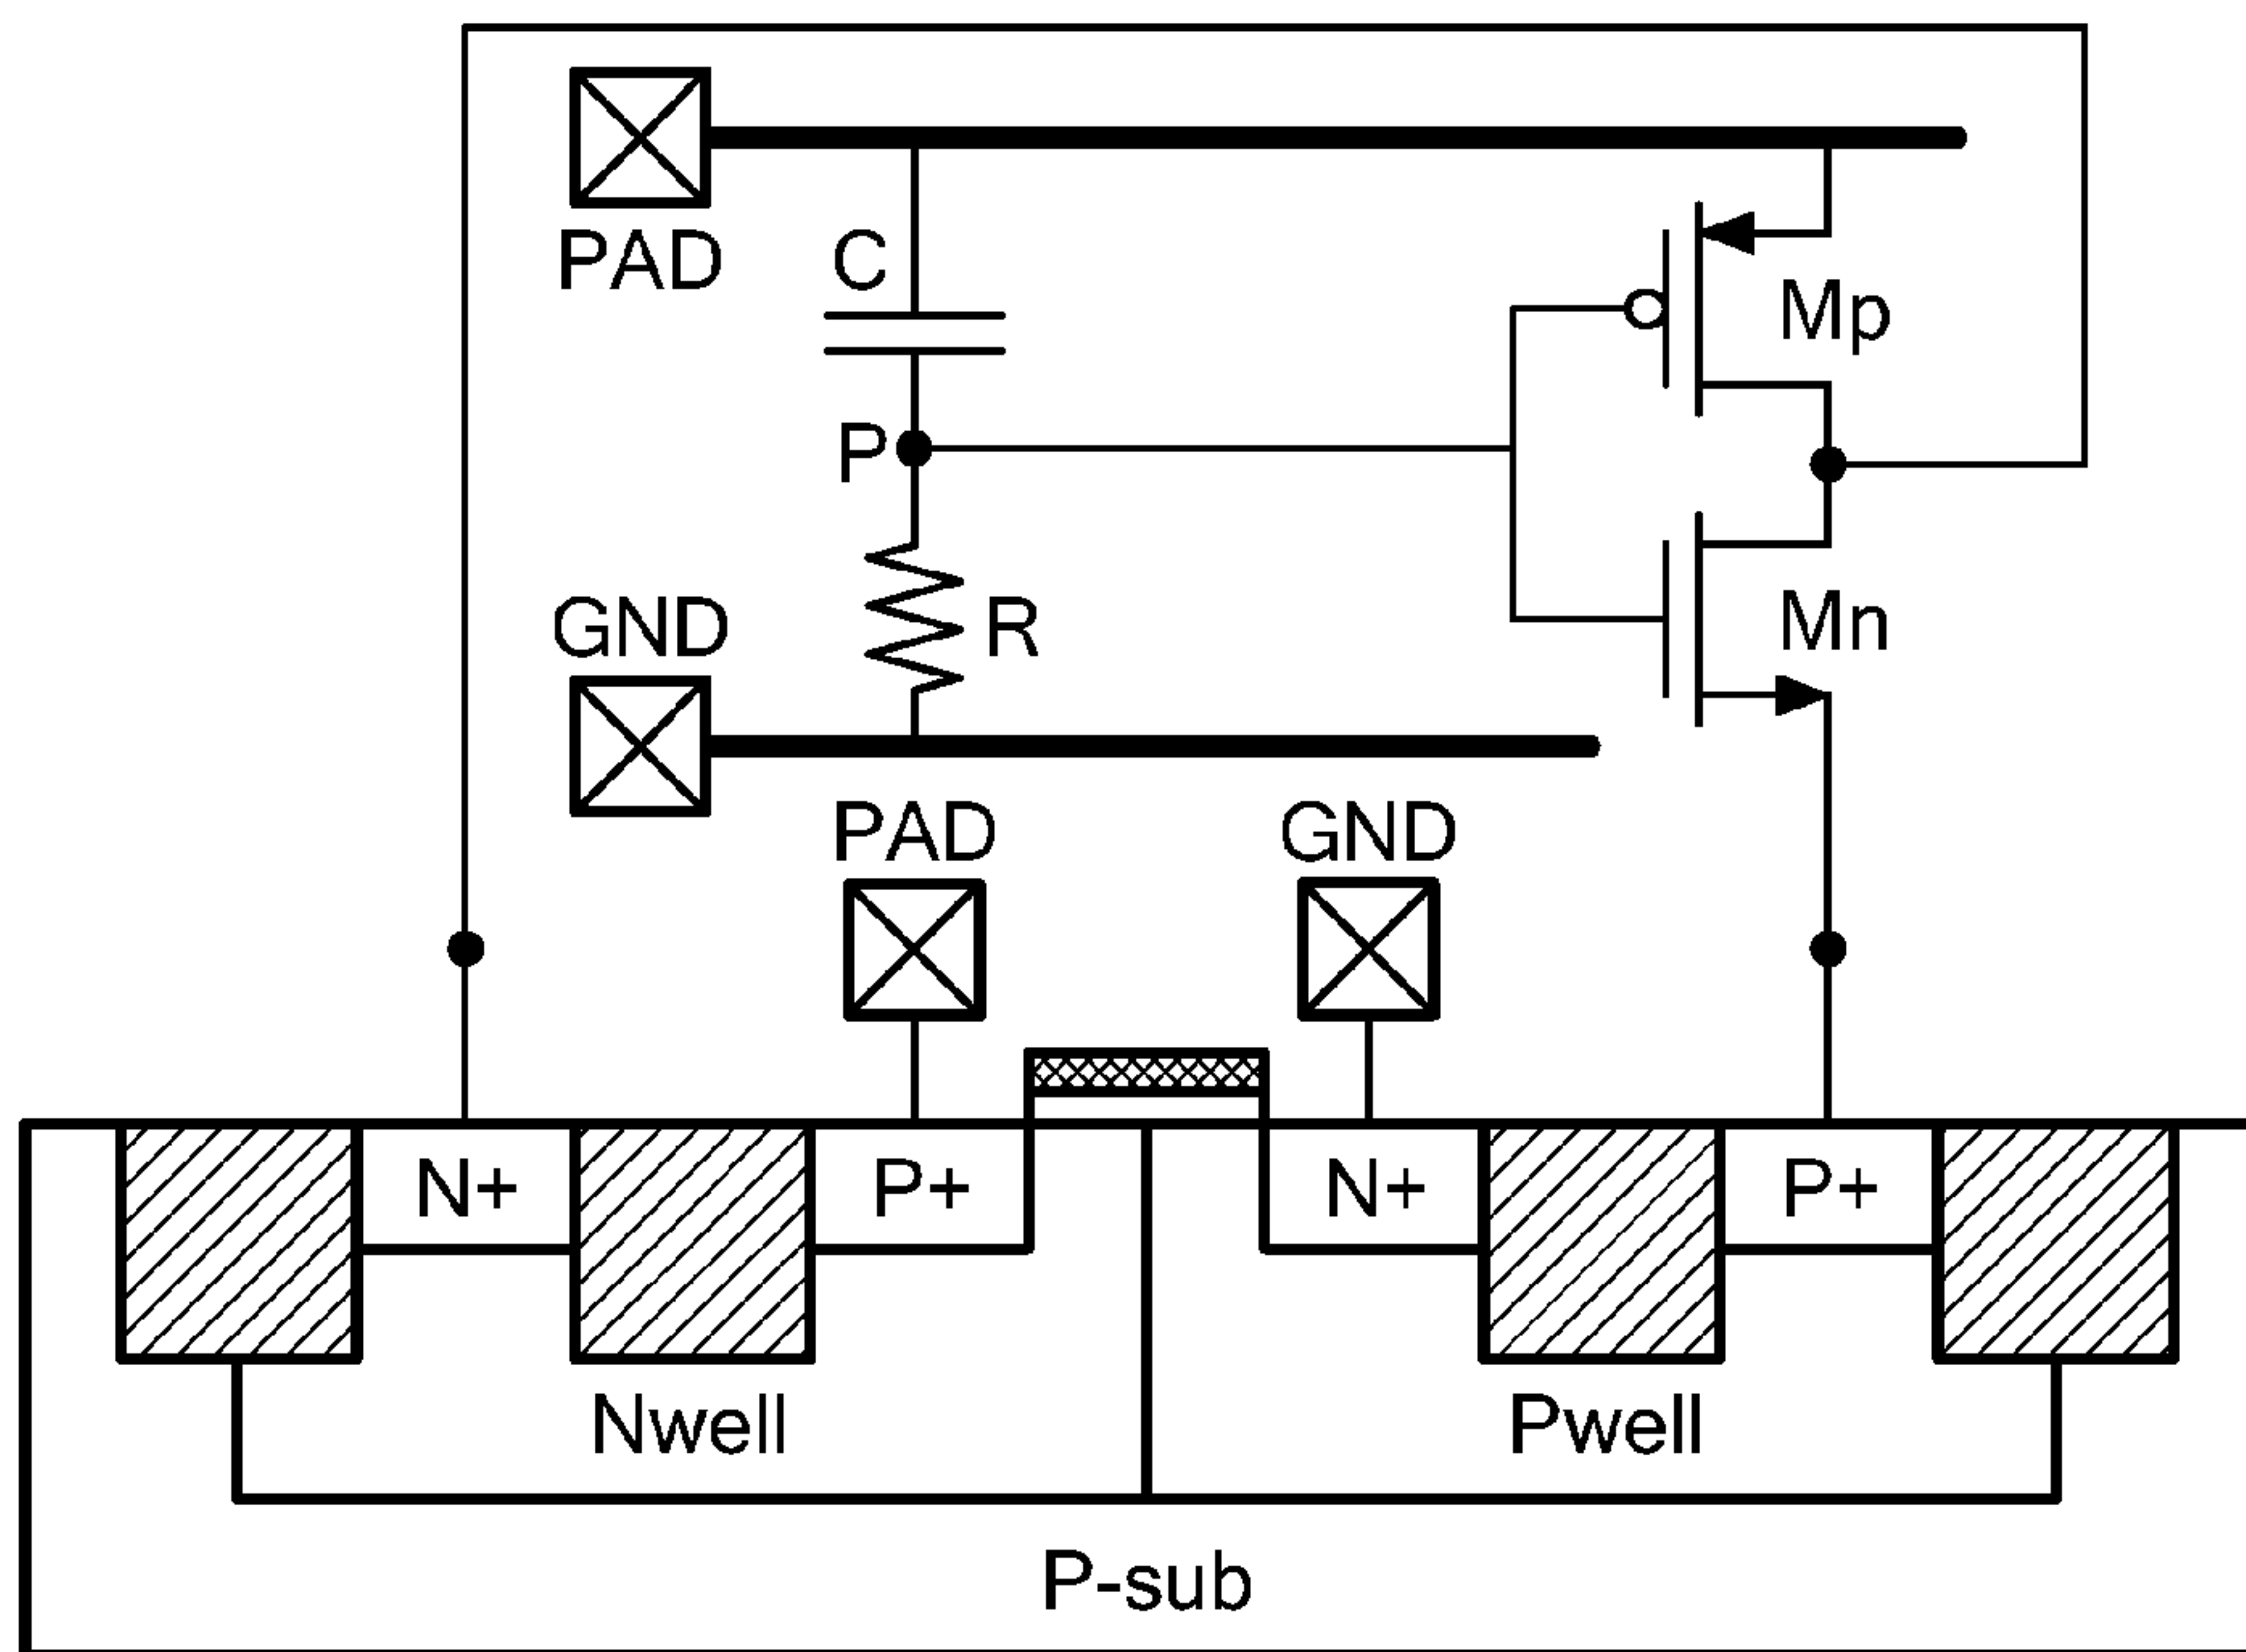 PAD
C
Mp
P
GND
R
Mn
PAD
GND
N+
P+
N+
P+
Nwell
Pwell
P-sub